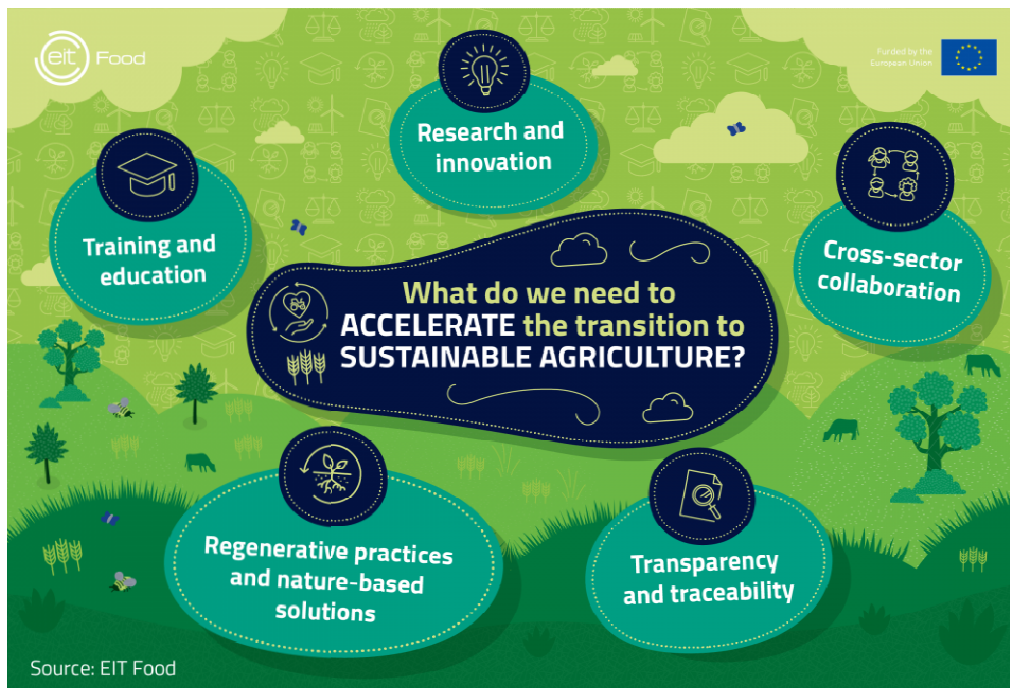 eit Food
Funded by the
European Union
Research and
innovation
Training and
education
Cross-sector
collaboration
What do we need to
ACCELERATE the transition to
SUSTAINABLE AGRICULTURE?
Regenerative practices
and nature-based
solutions
Transparency
and traceability
Source: EIT Food